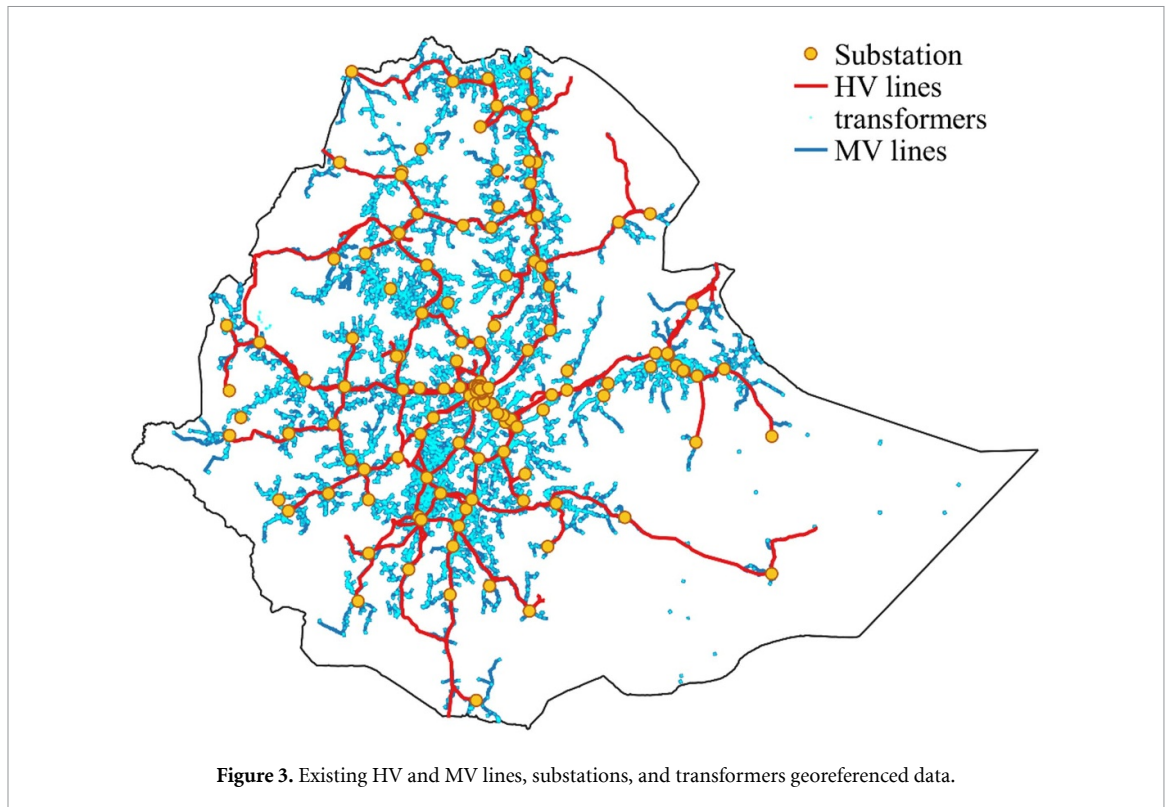 Substation
HV lines
transformers
MV lines
Figure 3. Existing HV and MV lines, substations, and transformers georeferenced data.